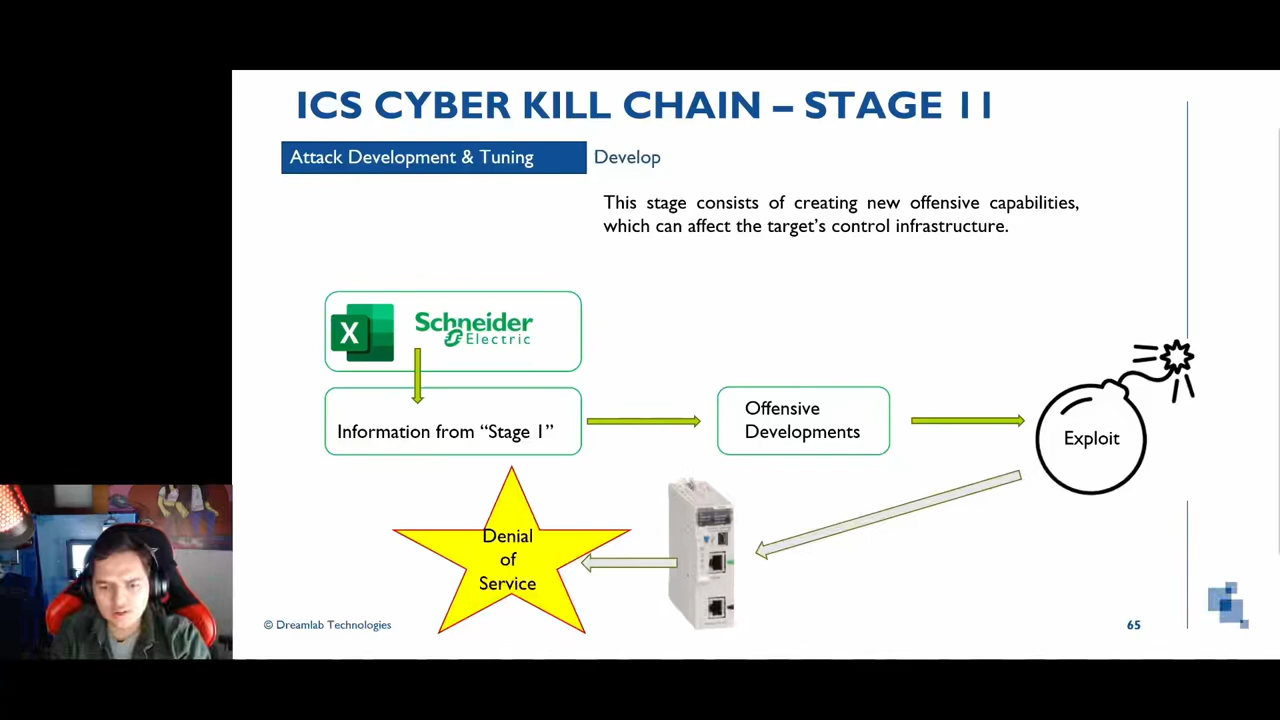 ICS CYBER KILL CHAIN – STAGE 11
Attack Development & Tuning
Develop
This stage consists of creating new offensive capabilities,
which can affect the target's control infrastructure.
X
Schneider
Electric
Information from “Stage 1”
Offensive
Developments
Exploit
Denial
of
Service
© Dreamlab Technologies
65